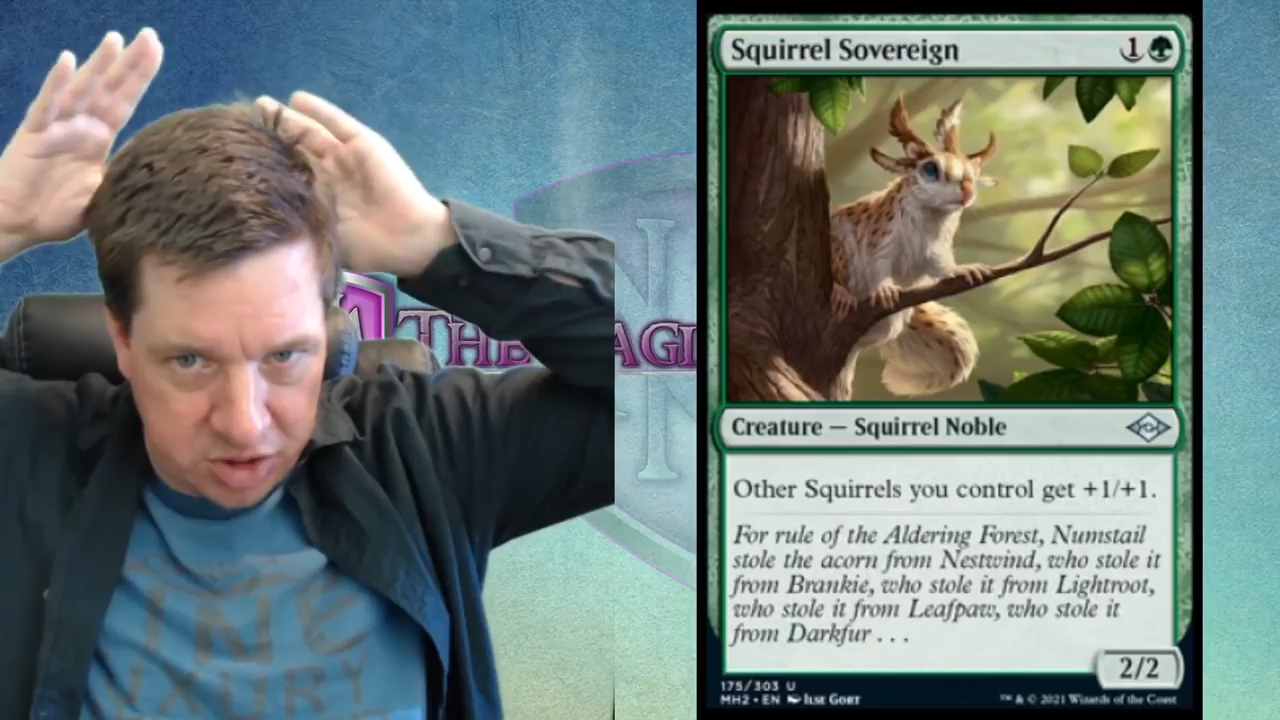 Squirrel Sovereign
1
THE
AGI
Creature — Squirrel Noble
Other Squirrels you control get +1/+1.
For rule of the Aldering Forest, Numstail
stole the acorn from Nestwind, who stole it
from Brankie, who stole it from Lightroot,
who stole it from Leafpaw, who stole it
from Darkfur . . .
2/2
175/303 U
MH2 • EN ILSE GORT
™ & © 2021 Wizards of the Coast